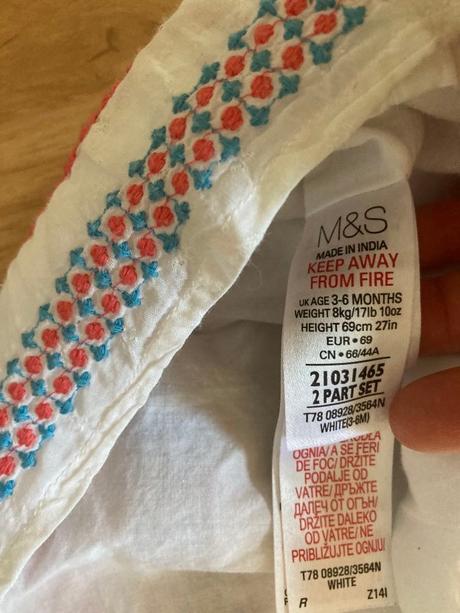 M&S
MADE IN INDIA
KEEP AWAY
FROM FIRE
UK AGE 3-6 MONTHS
WEIGHT 8kg/17lb 10oz
HEIGHT 69cm 27in
EUR • 69
CN • 66/44A
21031465
2 PART SET
T78 08928/3564N
WHITE(3-6M)
OGNIA/A SE FERI
DE FOC/ DRŽITE
PODALJE OD
VATRE/ ДРЪЖТЕ
ДАЛЕЧ ОТ ОГЪН/
DRŽITE DALEKO
OD VATRE/ NE
PRIBLIŽUJTE OGNJU
T78 08928/3564N
WHITE
R Z14